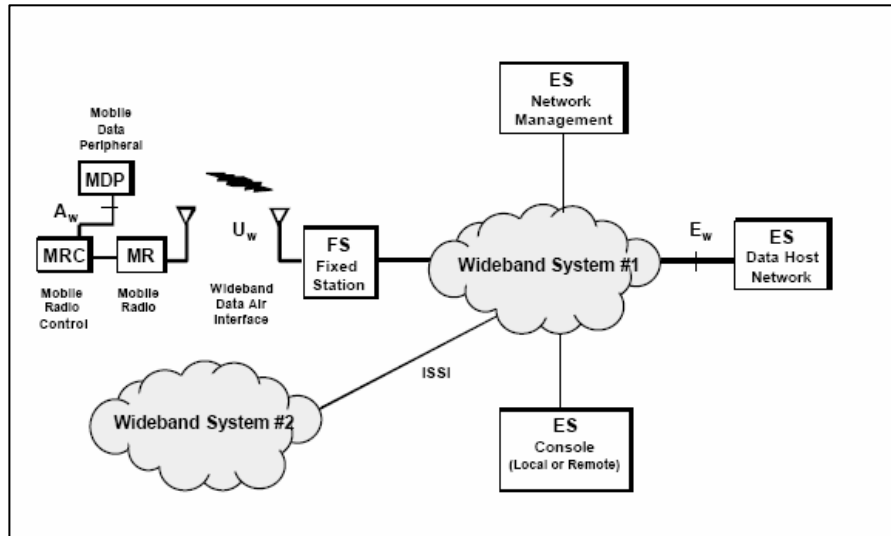 ES
Network
Management
Mobile
Data
Peripheral
MDP
Aw
Uw
MRC
MR
FS
Fixed
Station
Wideband System #1
Ew
ES
Data Host
Network
Mobile
Radio
Control
Mobile
Radio
Wideband
Data Air
Interface
ISSI
Wideband System #2
ES
Console
(Local or Remote)